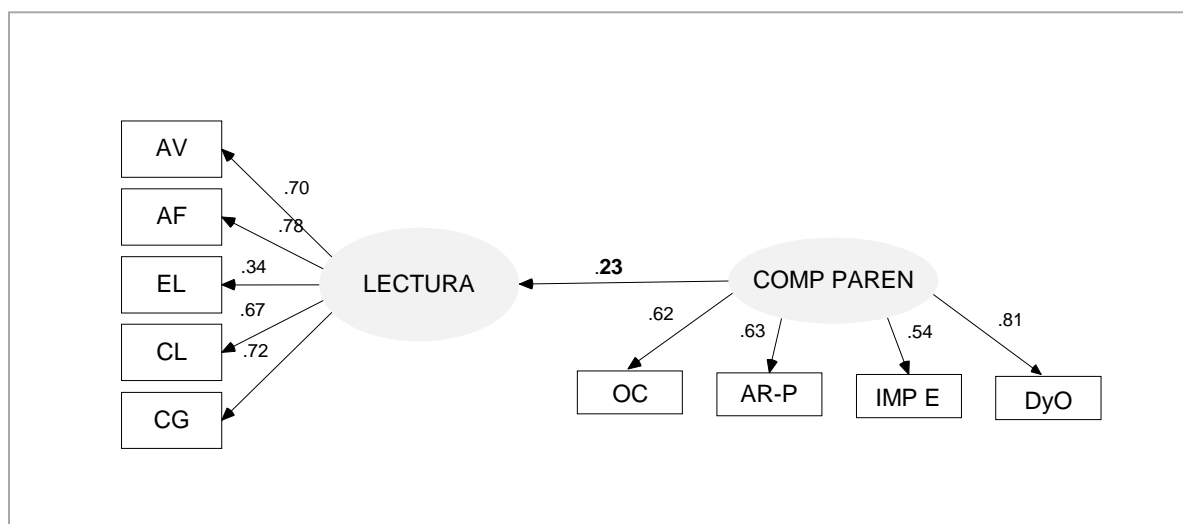 AV
.70
AF
.78
EL
.34
CL
.67
CG
.72
LECTURA
.23
COMP PAREN
.62
.63
.54
.81
OC
AR-P
IMP E
DyO